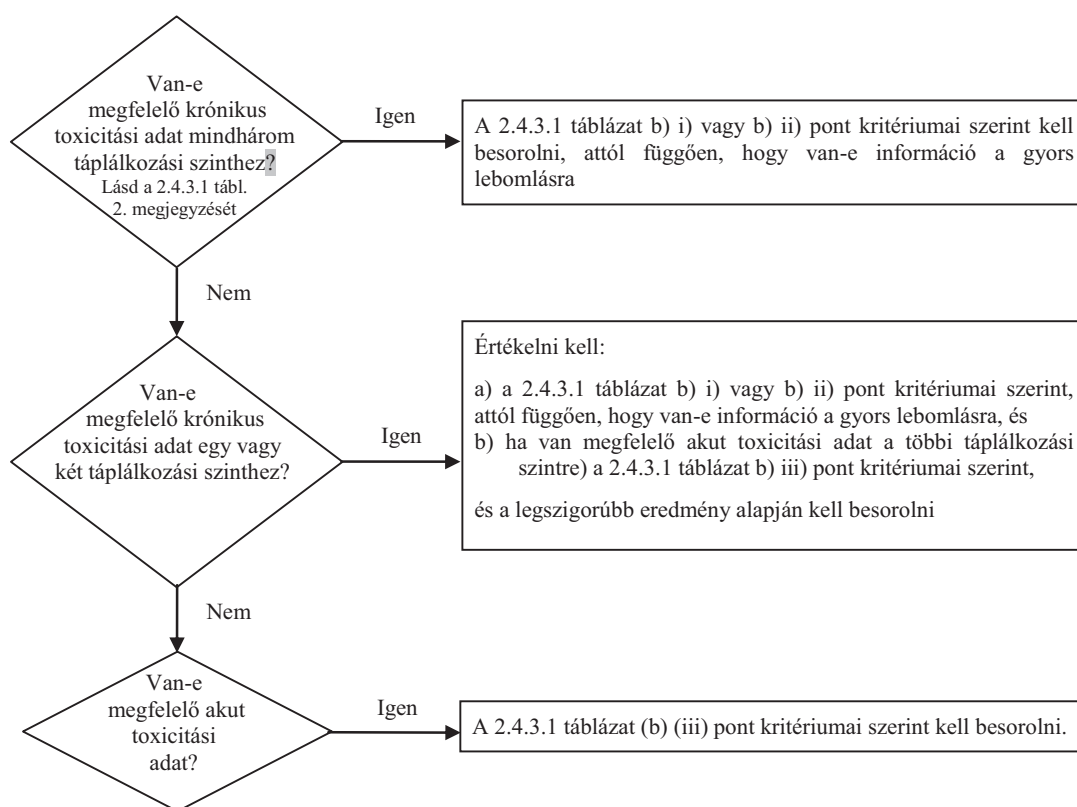 Van-e
megfelelő krónikus
toxicitási adat mindhárom
táplálkozási szinthez?
Lásd a 2.4.3.1 tábl.
2. megjegyzését
Igen
A 2.4.3.1 táblázat b) i) vagy b) ii) pont kritériumai szerint kell
besorolni, attól függően, hogy van-e információ a gyors
lebomlásra
Nem
Van-e
megfelelő krónikus
toxicitási adat egy vagy
két táplálkozási szinthez?
Igen
Értékelni kell:
a) a 2.4.3.1 táblázat b) i) vagy b) ii) pont kritériumai szerint,
attól függően, hogy van-e információ a gyors lebomlásra, és
b) ha van megfelelő akut toxicitási adat a többi táplálkozási
szintre) a 2.4.3.1 táblázat b) iii) pont kritériumai szerint,
és a legszigorúbb eredmény alapján kell besorolni
Nem
Van-e
megfelelő akut
toxicitási
adat?
Igen
A 2.4.3.1 táblázat (b) (iii) pont kritériumai szerint kell besorolni.